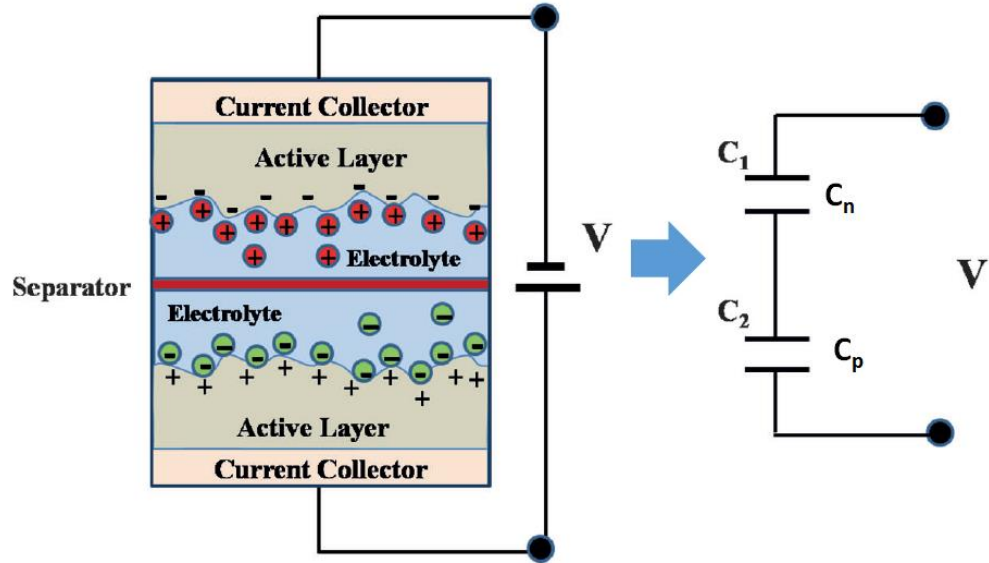 Current Collector
Active Layer
Electrolyte
Separator
Electrolyte
Active Layer
Current Collector
V
C₁
Cₙ
C₂
Cₚ
V